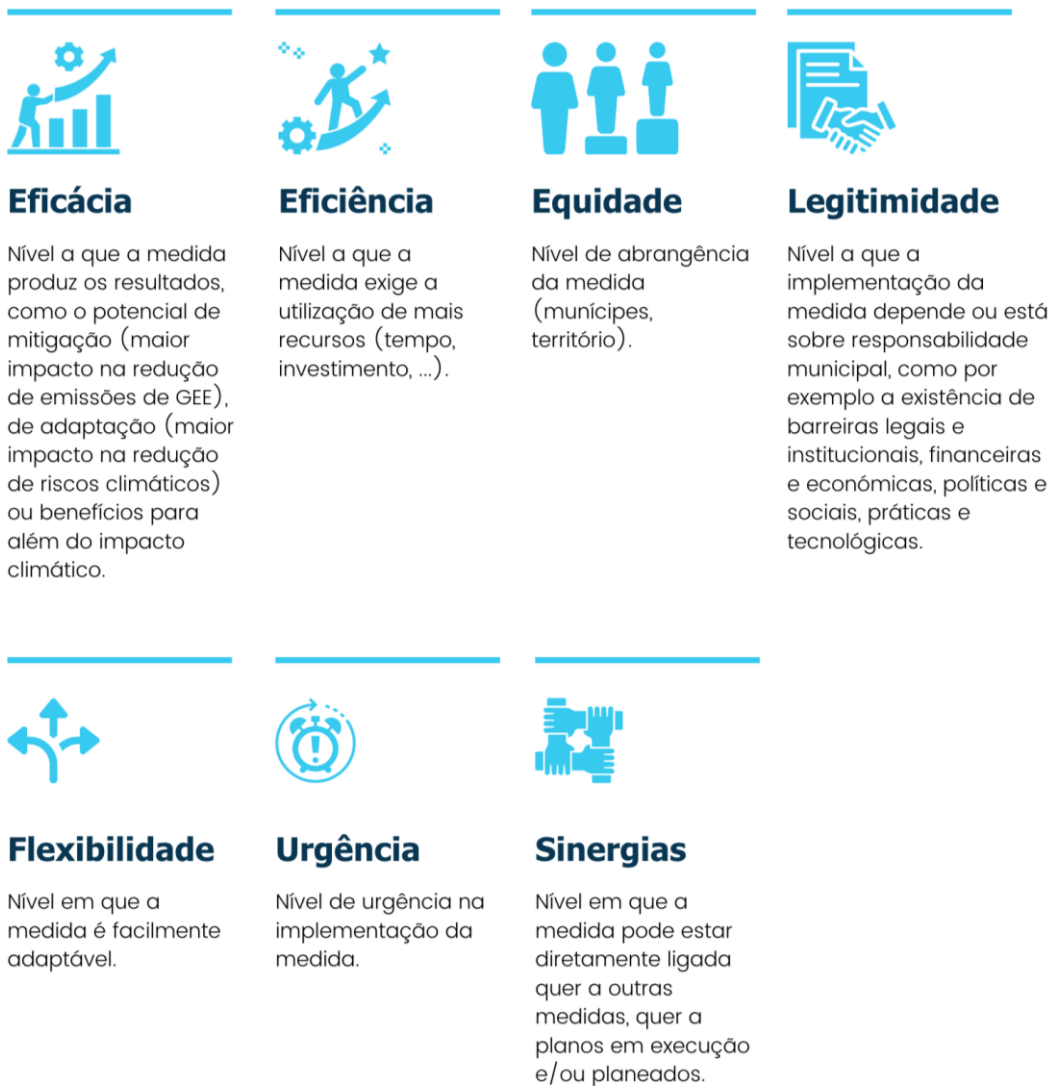 Eficácia
Nível a que a medida
produz os resultados,
como o potencial de
mitigação (maior
impacto na redução
de emissões de GEE),
de adaptação (maior
impacto na redução
de riscos climáticos)
ou benefícios para
além do impacto
climático.
Eficiência
Nível a que a
medida exige a
utilização de mais
recursos (tempo,
investimento, ...).
Equidade
Nível de abrangência
da medida
(munícipes,
território).
Legitimidade
Nível a que a
implementação da
medida depende ou está
sobre responsabilidade
municipal, como por
exemplo a existência de
barreiras legais e
institucionais, financeiras
e económicas, políticas e
sociais, práticas e
tecnológicas.
Flexibilidade
Nível em que a
medida é facilmente
adaptável.
Urgência
Nível de urgência na
implementação da
medida.
Sinergias
Nível em que a
medida pode estar
diretamente ligada
quer a outras
medidas, quer a
planos em execução
e/ou planeados.